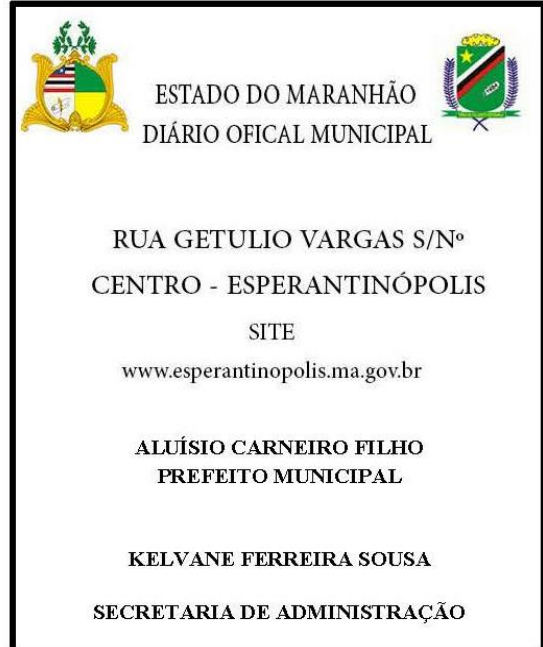 ESTADO DO MARANHÃO
DIÁRIO OFICAL MUNICIPAL
RUA GETULIO VARGAS S/Nº
CENTRO - ESPERANTINÓPOLIS
SITE
www.esperantinopolis.ma.gov.br
ALUÍSIO CARNEIRO FILHO
PREFEITO MUNICIPAL
KELVANE FERREIRA SOUSA
SECRETARIA DE ADMINISTRAÇÃO